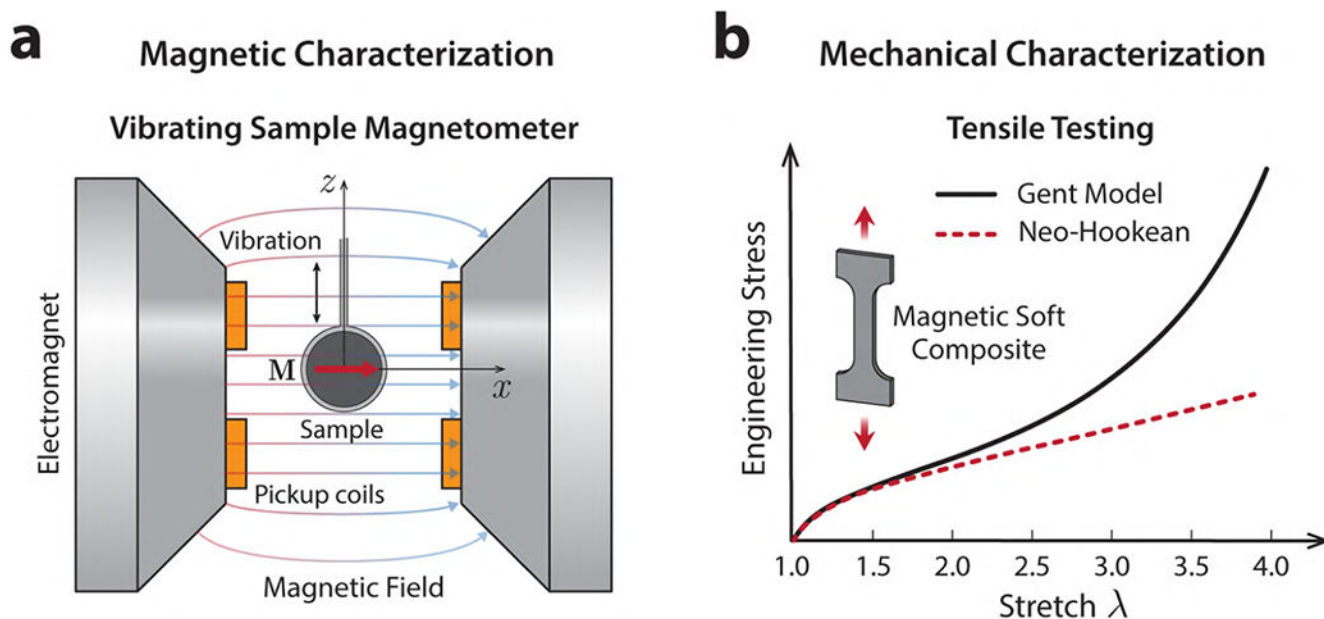 a
Magnetic Characterization
Vibrating Sample Magnetometer
z
Vibration
M
x
Sample
Electromagnet
Pickup coils
Magnetic Field
b
Mechanical Characterization
Tensile Testing
Gent Model
Neo-Hookean
Magnetic Soft
Composite
Engineering Stress
1.0 1.5 2.0 2.5 3.0 3.5 4.0
Stretch λ